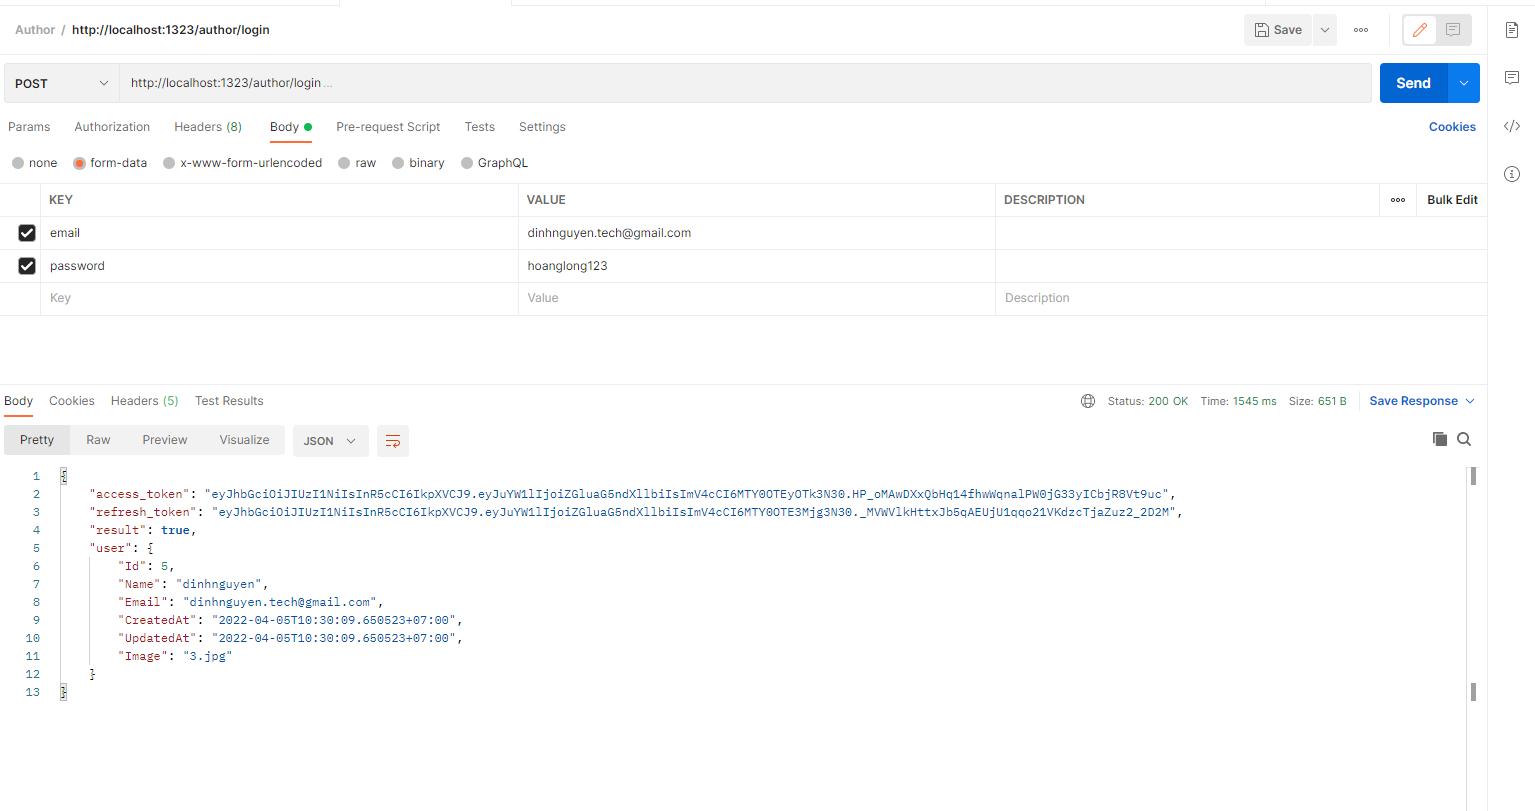 Author / http://localhost:1323/author/login Save
POST http://localhost:1323/author/login... Send
Params Authorization Headers (8) Body Pre-request Script Tests Settings Cookies
none form-data x-www-form-urlencoded raw binary GraphQL
KEY VALUE DESCRIPTION Bulk Edit
email dinhnguyen.tech@gmail.com
password hoanglong123
Key Value Description
Body Cookies Headers (5) Test Results Status: 200 OK Time: 1545 ms Size: 651 B Save Response
Pretty Raw Preview Visualize JSON
1 {
2 "access_token": "eyJhbGciOiJIUzI1NiIsInR5cCI6IkpXVCJ9.eyJuYW1lIjoiZGluaG5ndXllbiIsImV4cCI6MTY0OTEyOTk3N30.HP_oMAwDXxQbHq14fhwWqnalPW0jG33yICbjR8Vt9uc",
3 "refresh_token": "eyJhbGciOiJIUzI1NiIsInR5cCI6IkpXVCJ9.eyJuYW1lIjoiZGluaG5ndXllbiIsImV4cCI6MTY0OTE3Mjg3N30._MVWVlkHttxJb5qAEUjU1qqo21VKdzcTjaZuz2_2D2M",
4 "result": true,
5 "user": {
6 "Id": 5,
7 "Name": "dinhnguyen",
8 "Email": "dinhnguyen.tech@gmail.com",
9 "CreatedAt": "2022-04-05T10:30:09.650523+07:00",
10 "UpdatedAt": "2022-04-05T10:30:09.650523+07:00",
11 "Image": "3.jpg"
12 }
13 }